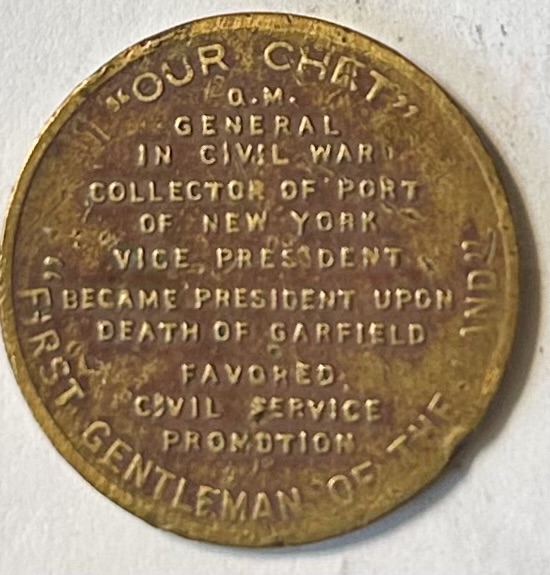 "OUR CHET"
Q.M.
GENERAL
IN CIVIL WAR
COLLECTOR OF PORT
OF NEW YORK
VICE PRESIDENT
BECAME PRESIDENT UPON
DEATH OF GARFIELD
FAVORED
CIVIL SERVICE
PROMOTION
"FIRST GENTLEMAN OF THE